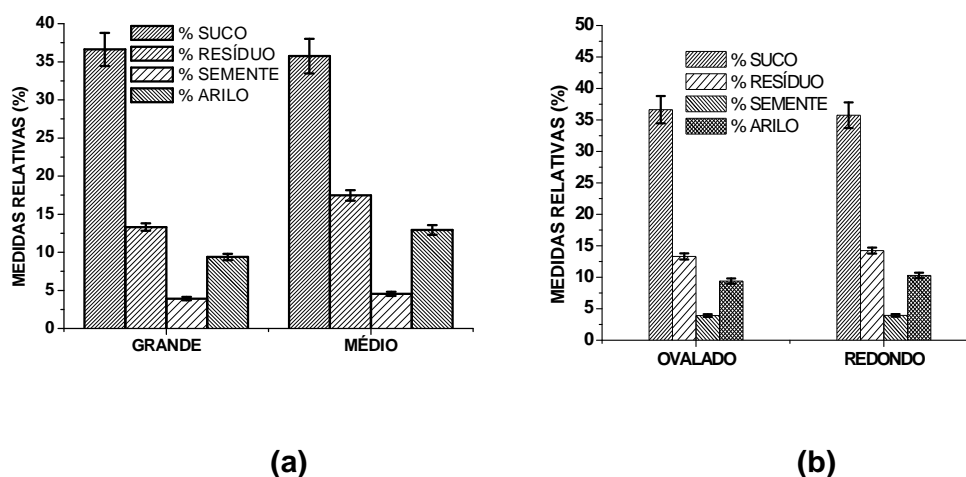 40
35
30
25
20
15
10
5
0
MEDIDAS RELATIVAS (%)
% SUCO
% RESÍDUO
% SEMENTE
% ARILO
GRANDE
MÉDIO
(a)
50
45
40
35
30
25
20
15
10
5
0
MEDIDAS RELATIVAS (%)
% SUCO
% RESÍDUO
% SEMENTE
% ARILO
OVALADO
REDONDO
(b)